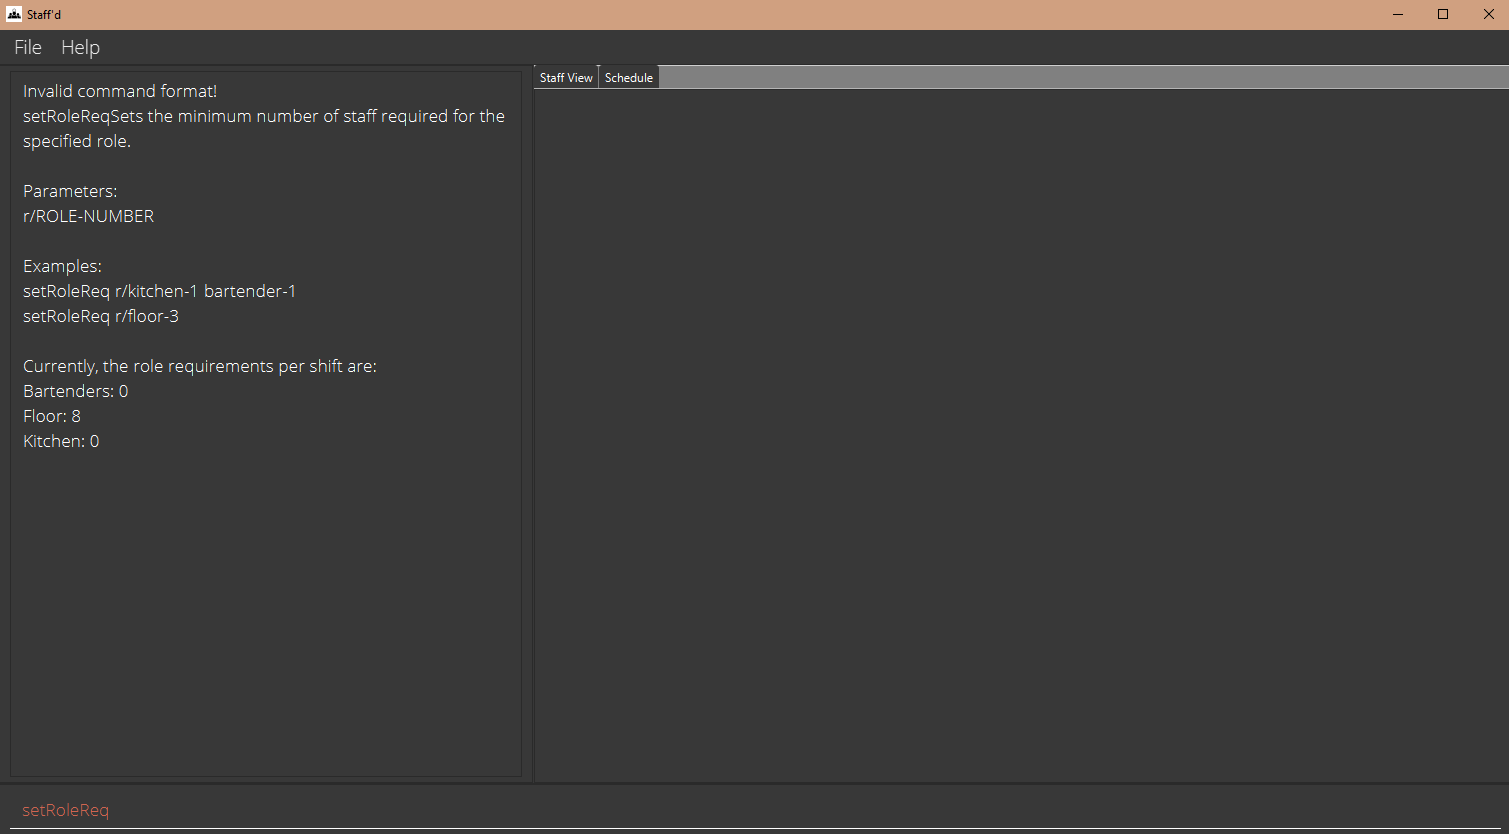 Staff'd
File Help
Invalid command format!
setRoleReqSets the minimum number of staff required for the
specified role.
Parameters:
r/ROLE-NUMBER
Examples:
setRoleReq r/kitchen-1 bartender-1
setRoleReq r/floor-3
Currently, the role requirements per shift are:
Bartenders: 0
Floor: 8
Kitchen: 0
Staff View Schedule
setRoleReq